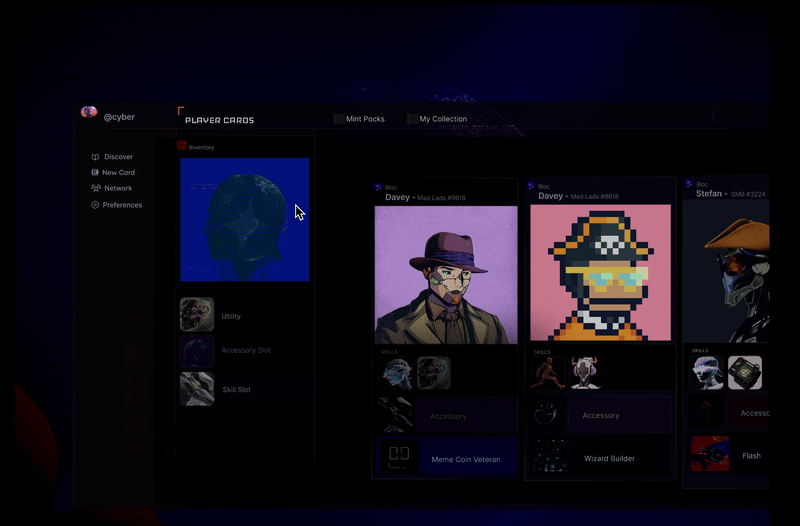 @cyber
PLAYER CARDS
Mint Packs
My Collection
Discover
New Card
Network
Preferences
Inventory
Utility
Accessory Slot
Skill Slot
Bloc
Davey - Mad Lads #9618
SKILLS
Accessory
Meme Coin Veteran
Bloc
Davey - Mad Lads #9618
SKILLS
Accessory
Wizard Builder
Bloc
Stefan - SMB #3224
SKILLS
Accesso
Flash